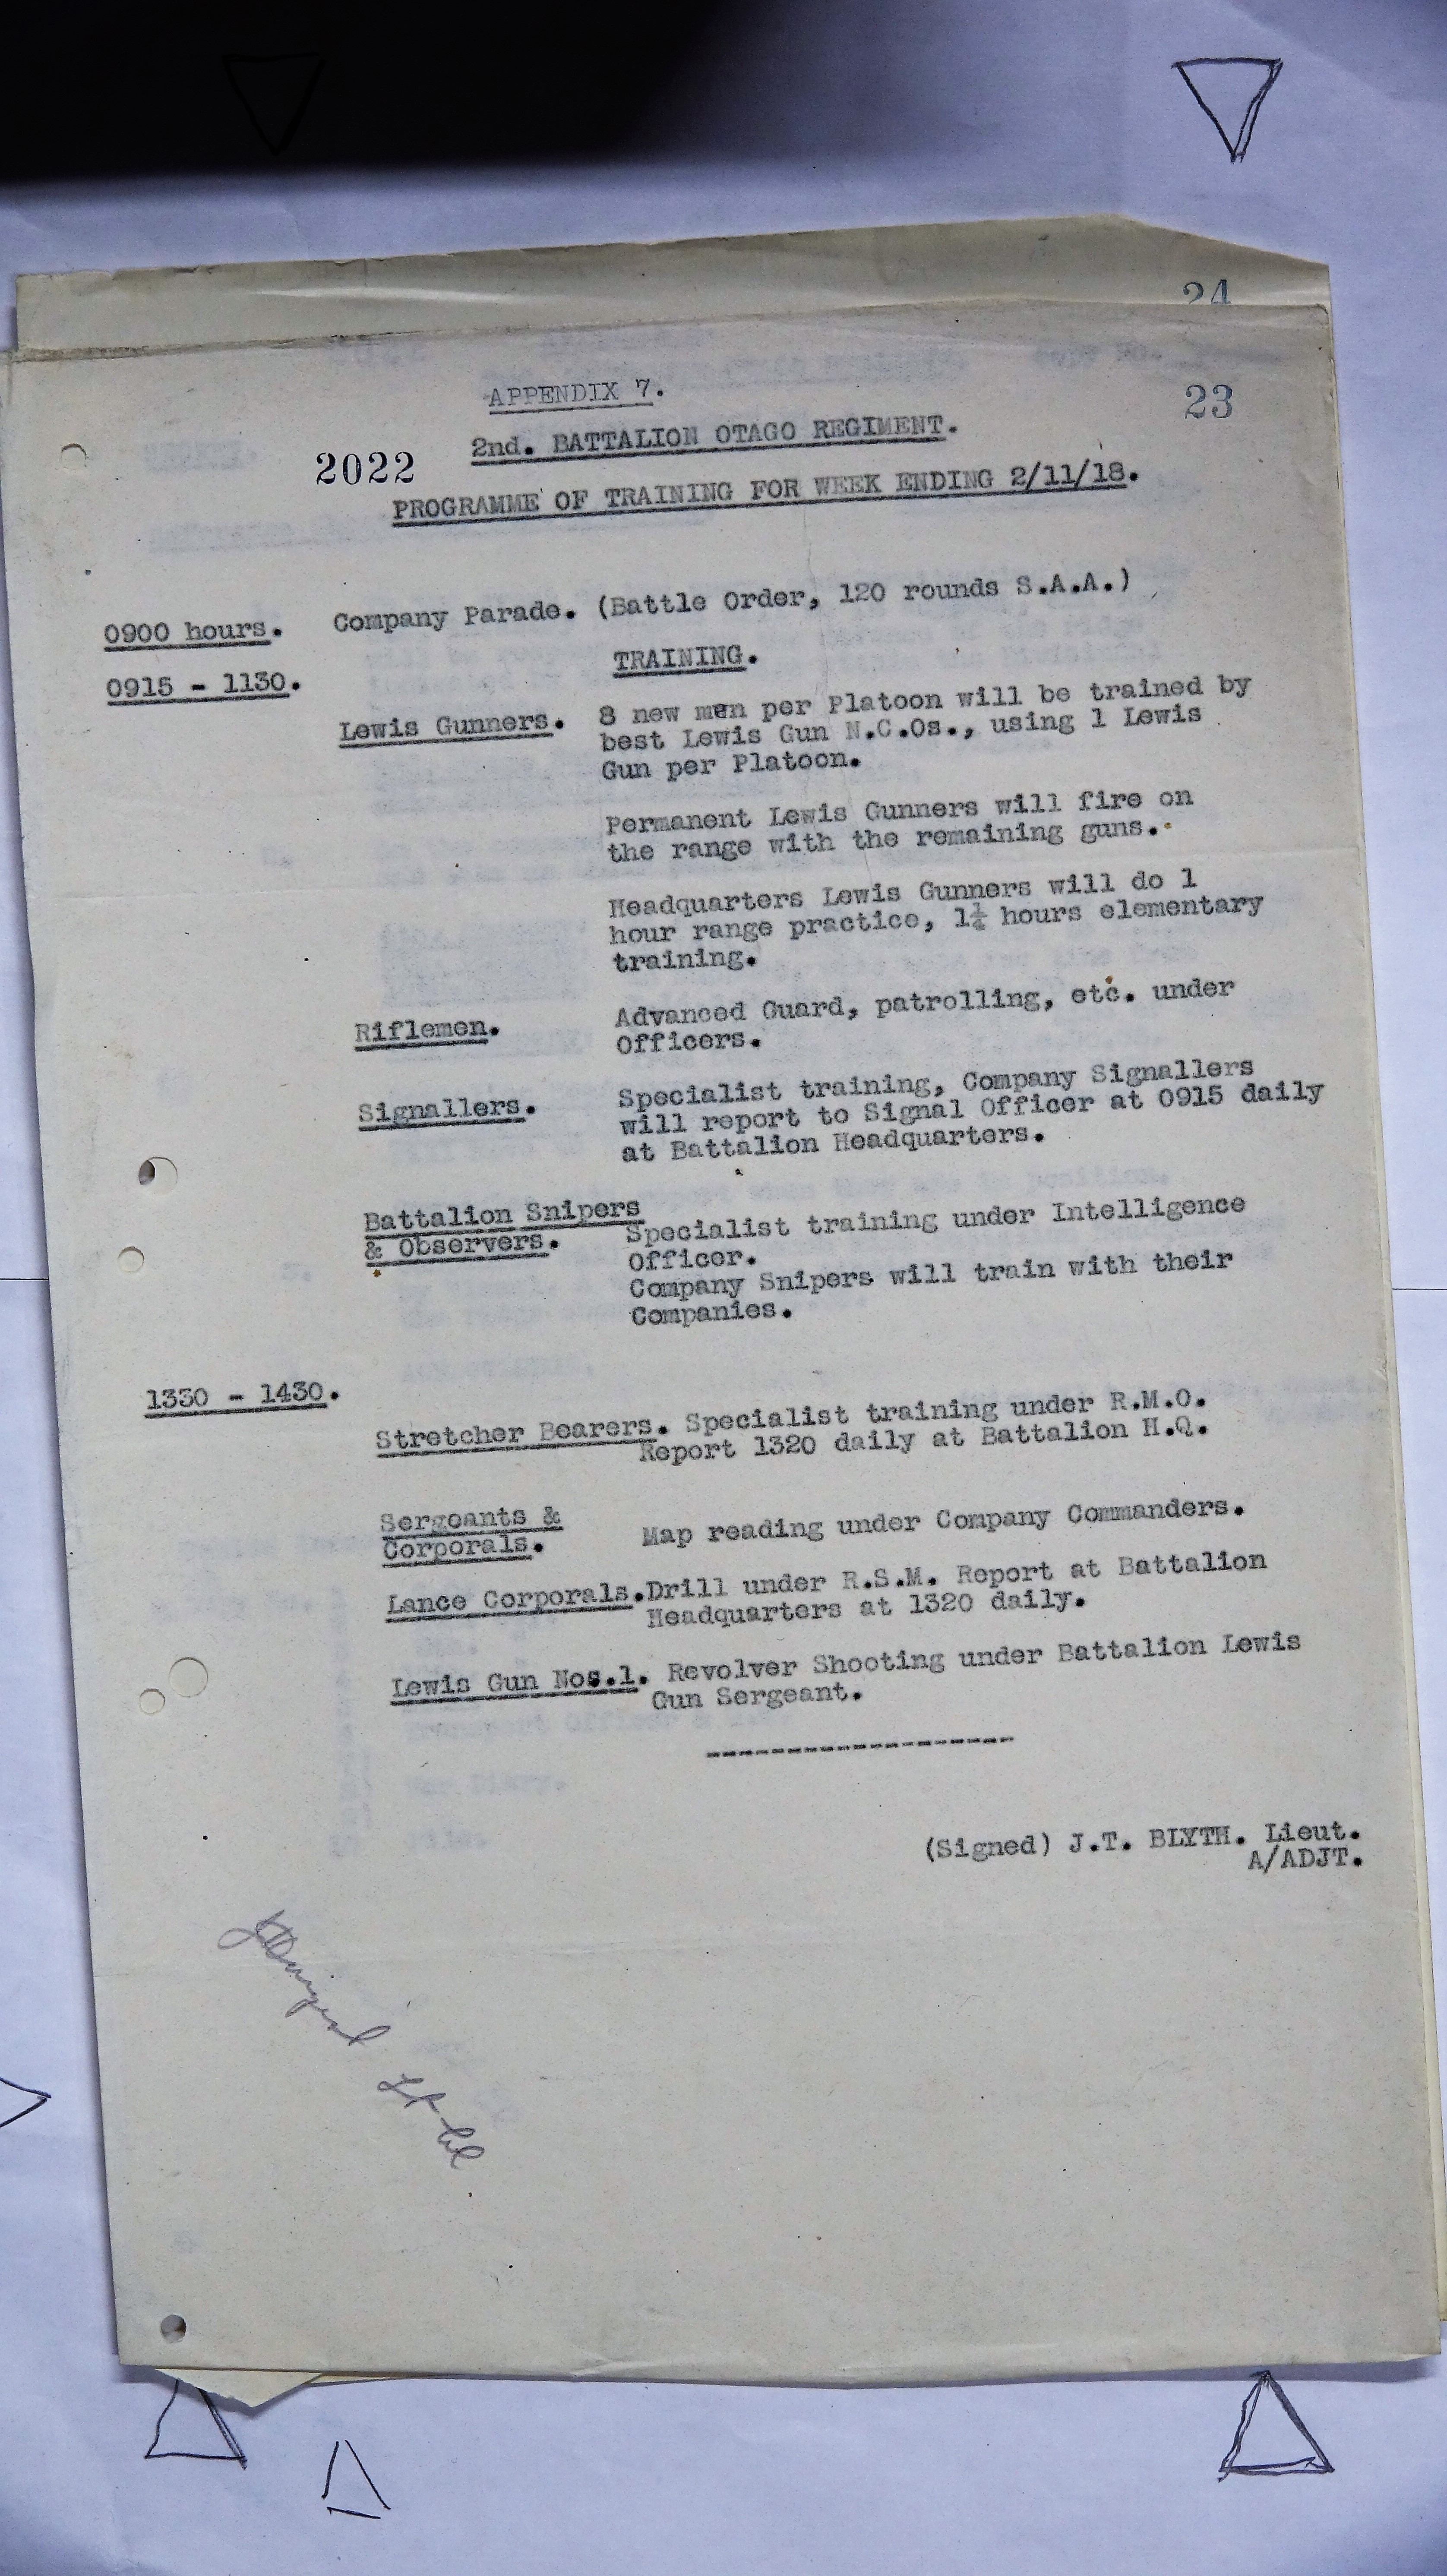 24
APPENDIX 7.
23
2nd. BATTALION OTAGO REGIMENT.
2022
PROGRAMME OF TRAINING FOR WEEK ENDING 2/11/18.
0900 hours. Company Parade. (Battle Order, 120 rounds S.A.A.)
TRAINING.
0915 - 1130.
Lewis Gunners. 8 new men per Platoon will be trained by
best Lewis Gun N.C.Os., using 1 Lewis
Gun per Platoon.
Permanent Lewis Gunners will fire on
the range with the remaining guns.
Headquarters Lewis Gunners will do 1
hour range practice, 1¼ hours elementary
training.
Riflemen. Advanced Guard, patrolling, etc. under
Officers.
Signallers. Specialist training, Company Signallers
will report to Signal Officer at 0915 daily
at Battalion Headquarters.
Battalion Snipers
& Observers. Specialist training under Intelligence
Officer.
Company Snipers will train with their
Companies.
1330 - 1430.
Stretcher Bearers. Specialist training under R.M.O.
Report 1320 daily at Battalion H.Q.
Sergeants &
Corporals. Map reading under Company Commanders.
Lance Corporals. Drill under R.S.M. Report at Battalion
Headquarters at 1320 daily.
Lewis Gun Nos.1. Revolver Shooting under Battalion Lewis
Gun Sergeant.
--------------------
(Signed) J.T. BLYTH. Lieut.
A/ADJT.